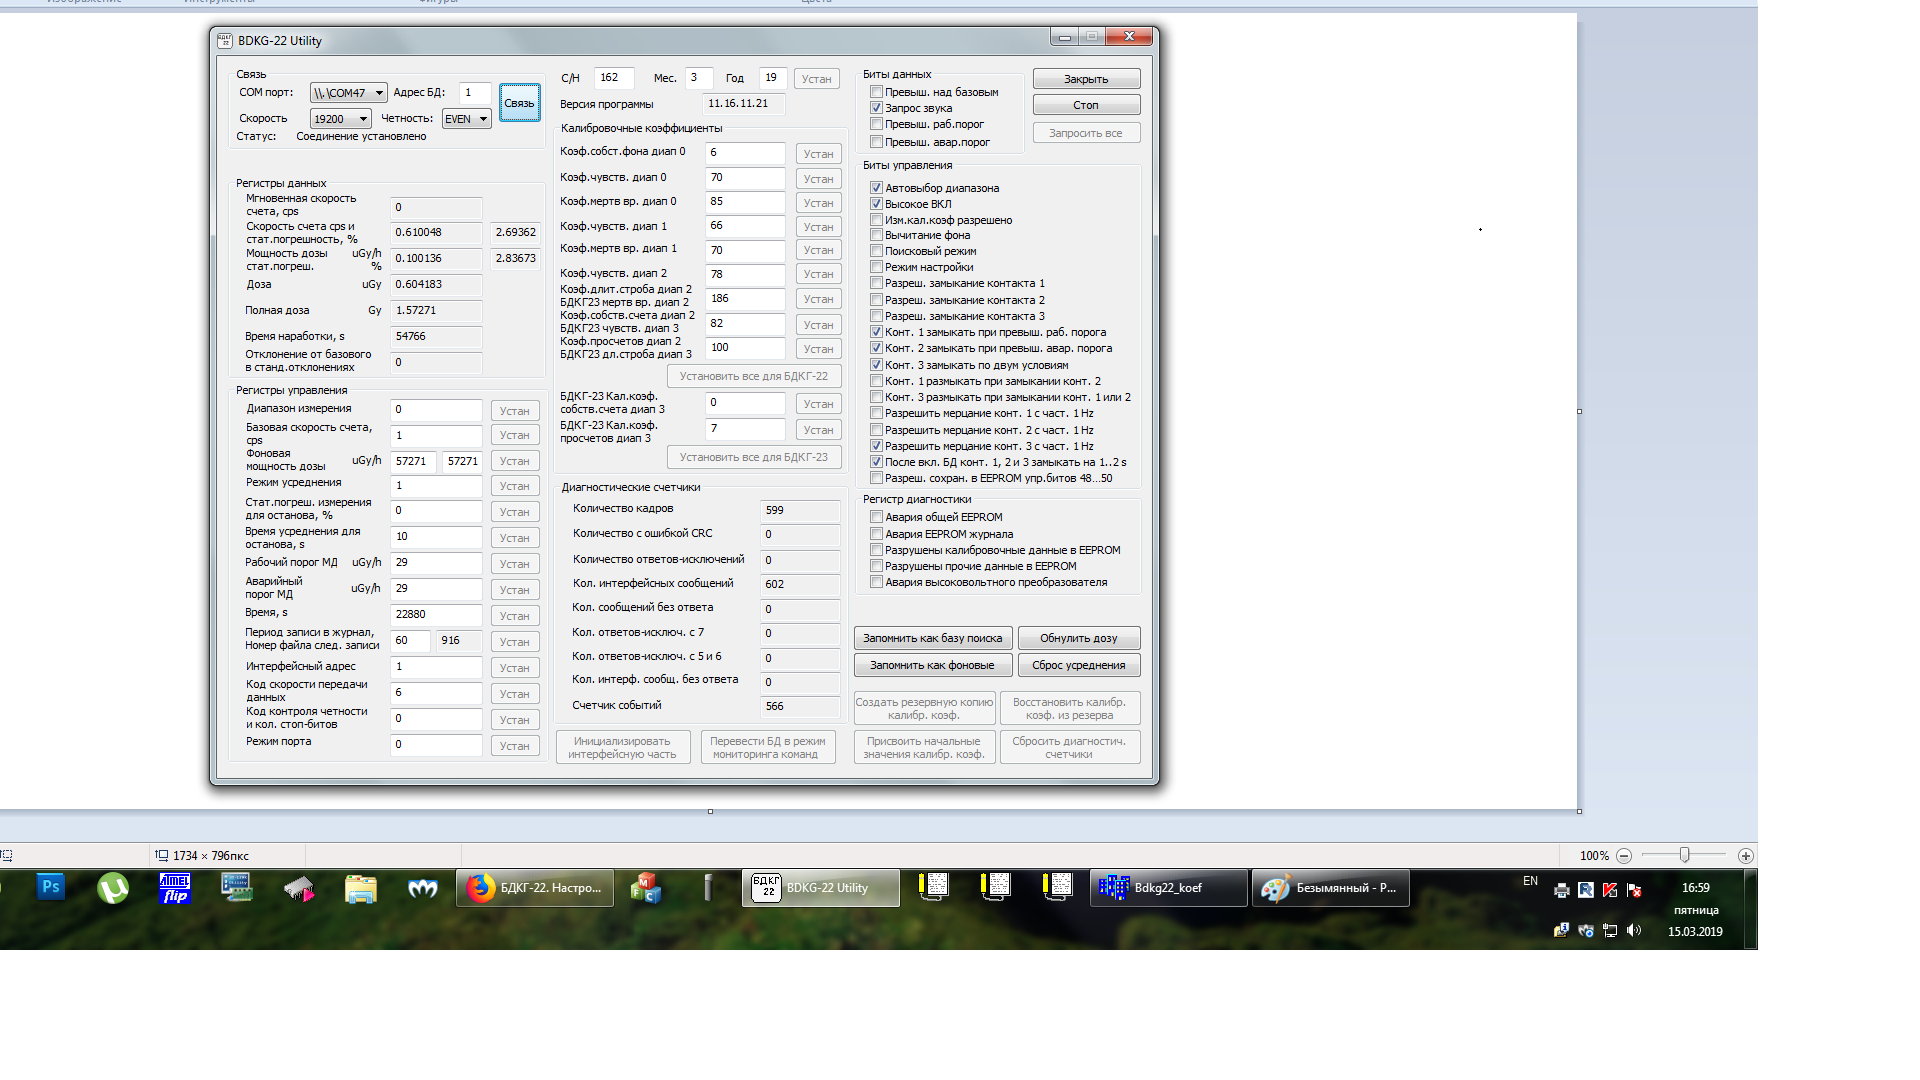 Изображение Инструменты Фигуры Цвета
БДКГ 22 BDKG-22 Utility
Связь
COM порт: \\.\COM47 Адрес БД: 1
Связь
Скорость 19200 Четность: EVEN
Статус: Соединение установлено
Регистры данных
Мгновенная скорость счета, cps 0
Скорость счета cps и стат.погрешность, % 0.610048 2.69362
Мощность дозы uGy/h стат.погреш. % 0.100136 2.83673
Доза uGy 0.604183
Полная доза Gy 1.57271
Время наработки, s 54766
Отклонение от базового в станд.отклонениях 0
Регистры управления
Диапазон измерения 0 Устан
Базовая скорость счета, cps 1 Устан
Фоновая мощность дозы uGy/h 57271 57271 Устан
Режим усреднения 1 Устан
Стат.погреш. измерения для останова, % 0 Устан
Время усреднения для останова, s 10 Устан
Рабочий порог МД uGy/h 29 Устан
Аварийный порог МД uGy/h 29 Устан
Время, s 22880 Устан
Период записи в журнал, Номер файла след. записи 60 916 Устан
Интерфейсный адрес 1 Устан
Код скорости передачи данных 6 Устан
Код контроля четности и кол. стоп-битов 0 Устан
Режим порта 0 Устан
С/Н 162 Мес. 3 Год 19 Устан
Версия программы 11.16.11.21
Калибровочные коэффициенты
Коэф.собст.фона диап 0 6 Устан
Коэф.чувств. диап 0 70 Устан
Коэф.мертв вр. диап 0 85 Устан
Коэф.чувств. диап 1 66 Устан
Коэф.мертв вр. диап 1 70 Устан
Коэф.чувств. диап 2 78 Устан
Коэф.длит.строба диап 2 БДКГ23 мертв вр. диап 2 186 Устан
Коэф.собств.счета диап 2 БДКГ23 чувств. диап 3 82 Устан
Коэф.просчетов диап 2 БДКГ23 дл.строба диап 3 100 Устан
Установить все для БДКГ-22
БДКГ-23 Кал.коэф. собств.счета диап 3 0 Устан
БДКГ-23 Кал.коэф. просчетов диап 3 7 Устан
Установить все для БДКГ-23
Диагностические счетчики
Количество кадров 599
Количество с ошибкой CRC 0
Количество ответов-исключений 0
Кол. интерфейсных сообщений 602
Кол. сообщений без ответа 0
Кол. ответов-исключ. с 7 0
Кол. ответов-исключ. с 5 и 6 0
Кол. интерф. сообщ. без ответа 0
Счетчик событий 566
Инициализировать интерфейсную часть
Перевести БД в режим мониторинга команд
Биты данных
Превыш. над базовым
Запрос звука
Превыш. раб.порог
Превыш. авар.порог
Закрыть
Стоп
Запросить все
Биты управления
Автовыбор диапазона
Высокое ВКЛ
Изм.кал.коэф разрешено
Вычитание фона
Поисковый режим
Режим настройки
Разреш. замыкание контакта 1
Разреш. замыкание контакта 2
Разреш. замыкание контакта 3
Конт. 1 замыкать при превыш. раб. порога
Конт. 2 замыкать при превыш. авар. порога
Конт. 3 замыкать по двум условиям
Конт. 1 размыкать при замыкании конт. 2
Конт. 3 размыкать при замыкании конт. 1 или 2
Разрешить мерцание конт. 1 с част. 1 Hz
Разрешить мерцание конт. 2 с част. 1 Hz
Разрешить мерцание конт. 3 с част. 1 Hz
После вкл. БД конт. 1, 2 и 3 замыкать на 1..2 s
Разреш. сохран. в EEPROM упр.битов 48...50
Регистр диагностики
Авария общей EEPROM
Авария EEPROM журнала
Разрушены калибровочные данные в EEPROM
Разрушены прочие данные в EEPROM
Авария высоковольтного преобразователя
Запомнить как базу поиска Обнулить дозу
Запомнить как фоновые Сброс усреднения
Создать резервную копию калибр. коэф.
Восстановить калибр. коэф. из резерва
Присвоить начальные значения калибр. коэф.
Сбросить диагностич. счетчики
1734 × 796пкс 100%
Ps ATMEL flip БДКГ-22. Настро... M F C БДКГ 22 BDKG-22 Utility Bdkg22_koef Безымянный - P... EN 16:59
пятница
15.03.2019